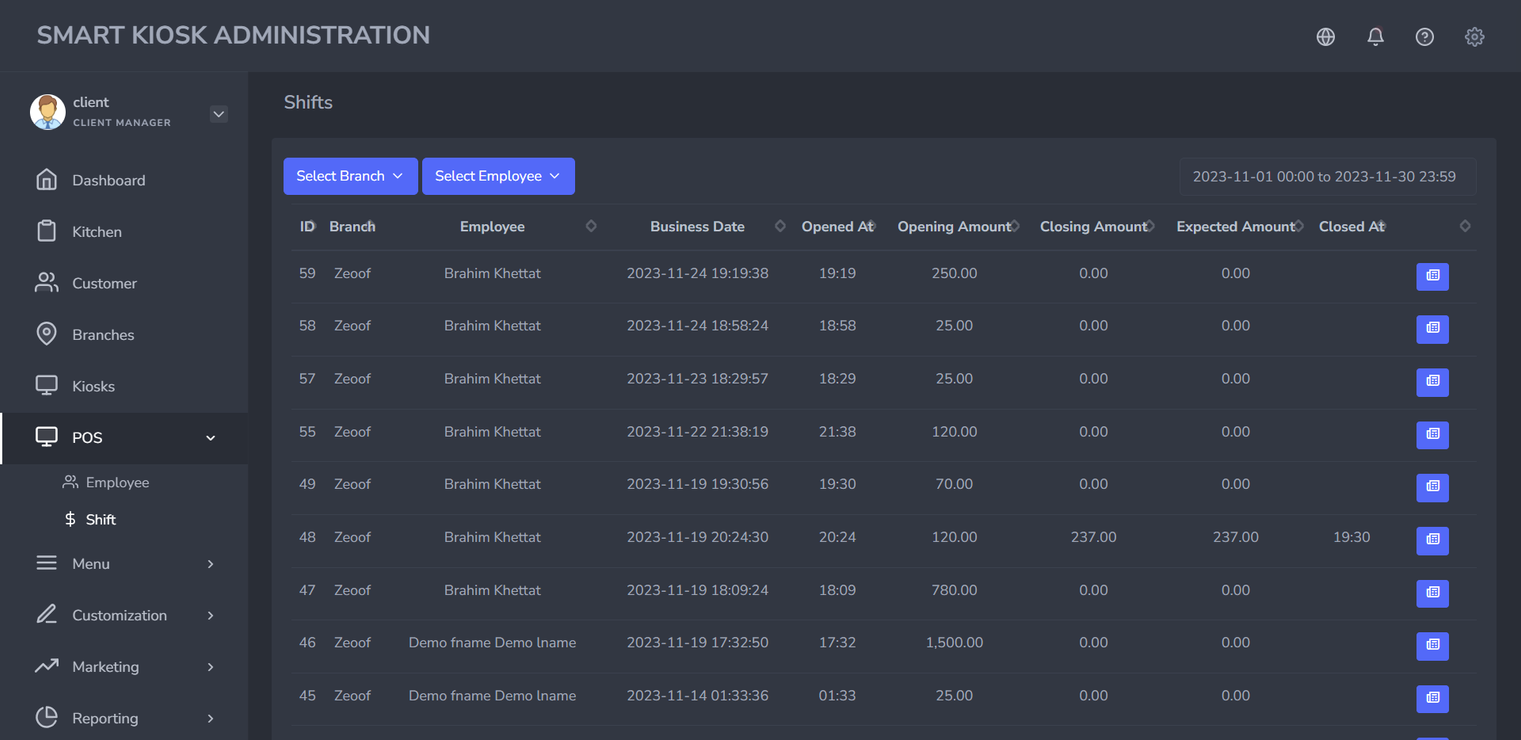 SMART KIOSK ADMINISTRATION
client
CLIENT MANAGER
Dashboard
Kitchen
Customer
Branches
Kiosks
POS
Employee
Shift
Menu
Customization
Marketing
Reporting
Shifts
Select Branch Select Employee 2023-11-01 00:00 to 2023-11-30 23:59
ID Branch Employee Business Date Opened At Opening Amount Closing Amount Expected Amount Closed At
59 Zeoof Brahim Khettat 2023-11-24 19:19:38 19:19 250.00 0.00 0.00
58 Zeoof Brahim Khettat 2023-11-24 18:58:24 18:58 25.00 0.00 0.00
57 Zeoof Brahim Khettat 2023-11-23 18:29:57 18:29 25.00 0.00 0.00
55 Zeoof Brahim Khettat 2023-11-22 21:38:19 21:38 120.00 0.00 0.00
49 Zeoof Brahim Khettat 2023-11-19 19:30:56 19:30 70.00 0.00 0.00
48 Zeoof Brahim Khettat 2023-11-19 20:24:30 20:24 120.00 237.00 237.00 19:30
47 Zeoof Brahim Khettat 2023-11-19 18:09:24 18:09 780.00 0.00 0.00
46 Zeoof Demo fname Demo lname 2023-11-19 17:32:50 17:32 1,500.00 0.00 0.00
45 Zeoof Demo fname Demo lname 2023-11-14 01:33:36 01:33 25.00 0.00 0.00